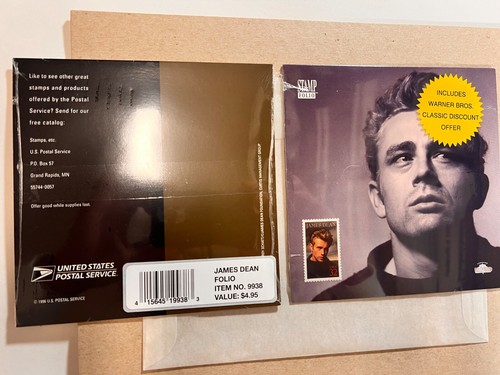 Like to see other great
stamps and products
offered by the Postal
Service? Send for our
free catalog:
Stamps, etc.
U.S. Postal Service
P.O. Box 57
Grand Rapids, MN
55744-0057
Offer good while supplies last.
UNITED STATES
POSTAL SERVICE
© 1996 U.S. POSTAL SERVICE
4 15645 19938 3
JAMES DEAN
FOLIO
ITEM NO. 9938
VALUE: $4.95
STAMP
FOLIO
INCLUDES
WARNER BROS.
CLASSIC DISCOUNT
OFFER
JAMES DEAN
32